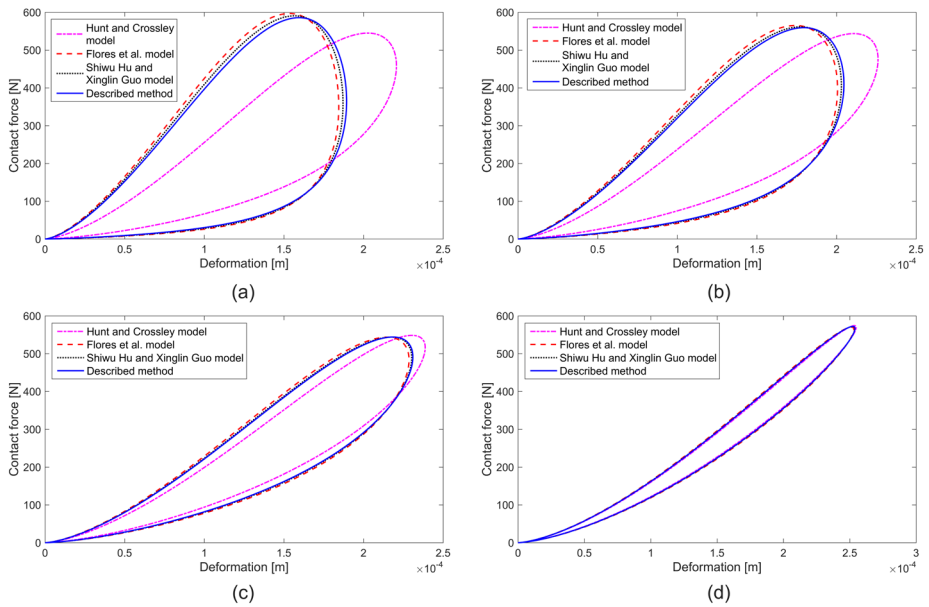 Hunt and Crossley
model
Flores et al. model
Shiwu Hu and
Xinglin Guo model
Described method
Contact force [N]
600
500
400
300
200
100
0
0
0.5
1
1.5
2
2.5
×10⁻⁴
Deformation [m]
(a)
Hunt and Crossley model
Flores et al. model
Shiwu Hu and
Xinglin Guo model
Described method
Contact force [N]
600
500
400
300
200
100
0
0
0.5
1
1.5
2
2.5
×10⁻⁴
Deformation [m]
(b)
Hunt and Crossley model
Flores et al. model
Shiwu Hu and Xinglin Guo model
Described method
Contact force [N]
600
500
400
300
200
100
0
0
0.5
1
1.5
2
2.5
×10⁻⁴
Deformation [m]
(c)
Hunt and Crossley model
Flores et al. model
Shiwu Hu and Xinglin Guo model
Described method
Contact force [N]
600
500
400
300
200
100
0
0
0.5
1
1.5
2
2.5
3
×10⁻⁴
Deformation [m]
(d)